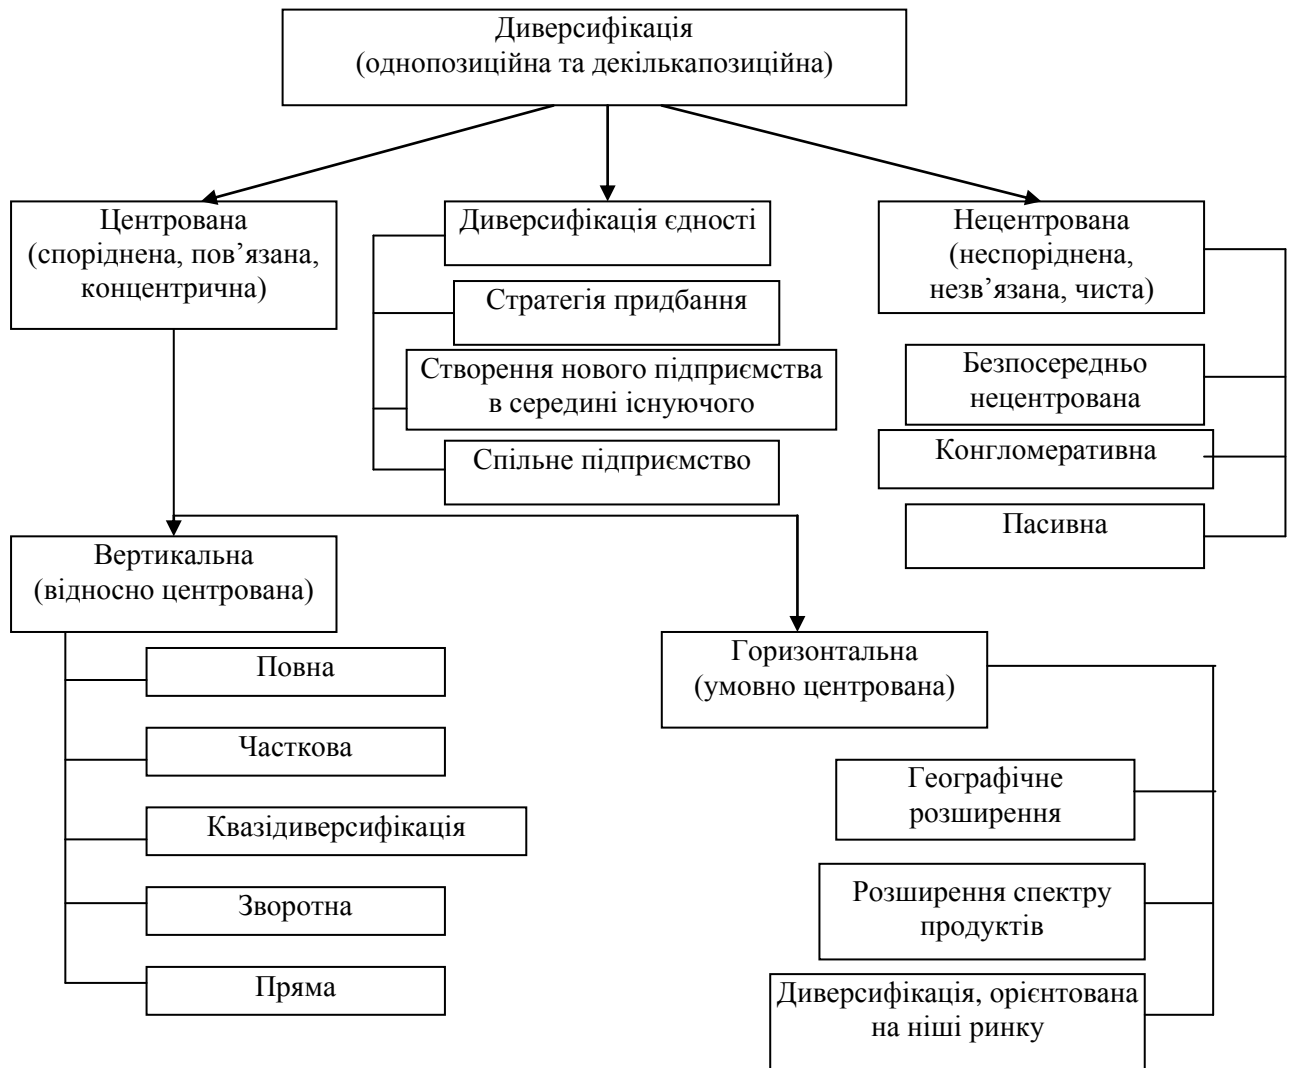 Диверсифікація
(однопозиційна та декількапозиційна)
Центрована
(споріднена, пов’язана,
концентрична)
Диверсифікація єдності
Стратегія придбання
Створення нового підприємства
в середині існуючого
Спільне підприємство
Нецентрована
(неспоріднена,
незв’язана, чиста)
Безпосередньо
нецентрована
Конгломеративна
Пасивна
Вертикальна
(відносно центрована)
Повна
Часткова
Квазідиверсифікація
Зворотна
Пряма
Горизонтальна
(умовно центрована)
Географічне
розширення
Розширення спектру
продуктів
Диверсифікація, орієнтована
на ніші ринку